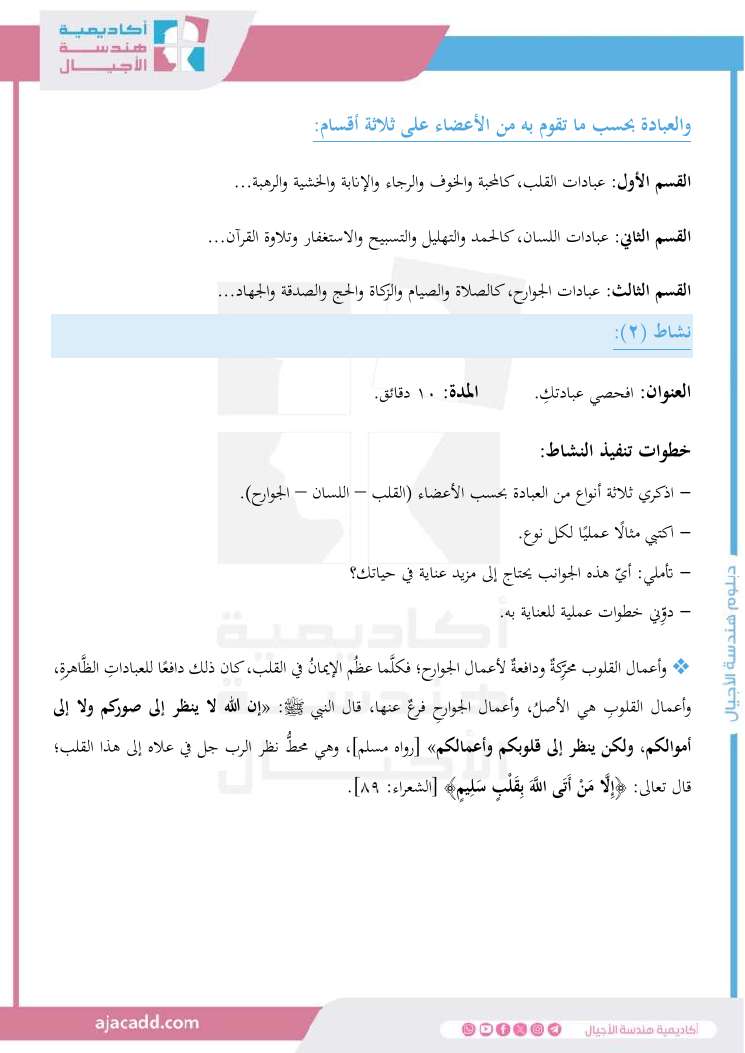 أكاديمية
هندسة
الأجيال
والعبادة بحسب ما تقوم به من الأعضاء على ثلاثة أقسام:
القسم الأول: عبادات القلب، كالمحبة والخوف والرجاء والإنابة والخشية والرهبة...
القسم الثاني: عبادات اللسان، كالحمد والتهليل والتسبيح والاستغفار وتلاوة القرآن...
القسم الثالث: عبادات الجوارح، كالصلاة والصيام والزكاة والحج والصدقة والجهاد...
نشاط (٢):
العنوان: افحصي عبادتكِ. المدة: ١٠ دقائق.
خطوات تنفيذ النشاط:
– اذكري ثلاثة أنواع من العبادة بحسب الأعضاء (القلب – اللسان – الجوارح).
– اكتبي مثالًا عمليًا لكل نوع.
– تأملي: أيّ هذه الجوانب يحتاج إلى مزيد عناية في حياتك؟
– دوّني خطوات عملية للعناية به.
❖ وأعمال القلوب محرّكةٌ ودافعةٌ لأعمال الجوارح؛ فكلَّما عظُم الإيمانُ في القلب، كان ذلك دافعًا للعباداتِ الظَّاهرةِ،
وأعمال القلوبِ هي الأصلُ، وأعمال الجوارحِ فرعٌ عنها، قال النبي ﷺ: «إن الله لا ينظر إلى صوركم ولا إلى
أموالكم، ولكن ينظر إلى قلوبكم وأعمالكم» [رواه مسلم]، وهي محطُّ نظر الرب جل في علاه إلى هذا القلب؛
قال تعالى: ﴿إِلَّا مَنْ أَتَى اللَّهَ بِقَلْبٍ سَلِيمٍ﴾ [الشعراء: ٨٩].
أكاديمية
هندسة
الأجيال
دبلوم هندسة الأجيال
أكاديمية هندسة الأجيال
ajacadd.com